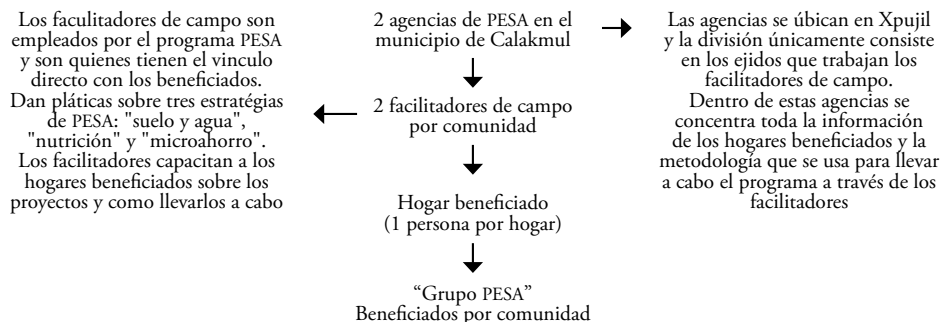 Los faculitadores de campo son
empleados por el programa PESA
y son quienes tienen el vinculo
directo con los beneficiados.
Dan pláticas sobre tres estratégias
de PESA: "suelo y agua",
"nutrición" y "microahorro".
Los facilitadores capacitan a los
hogares beneficiados sobre los
proyectos y como llevarlos a cabo
2 agencias de PESA en el
municipio de Calakmul
2 facilitadores de campo
por comunidad
Hogar beneficiado
(1 persona por hogar)
“Grupo PESA”
Beneficiados por comunidad
Las agencias se úbican en Xpujil
y la división únicamente consiste
en los ejidos que trabajan los
facilitadores de campo.
Dentro de estas agencias se
concentra toda la información
de los hogares beneficiados y la
metodología que se usa para llevar
a cabo el programa a través de los
facilitadores